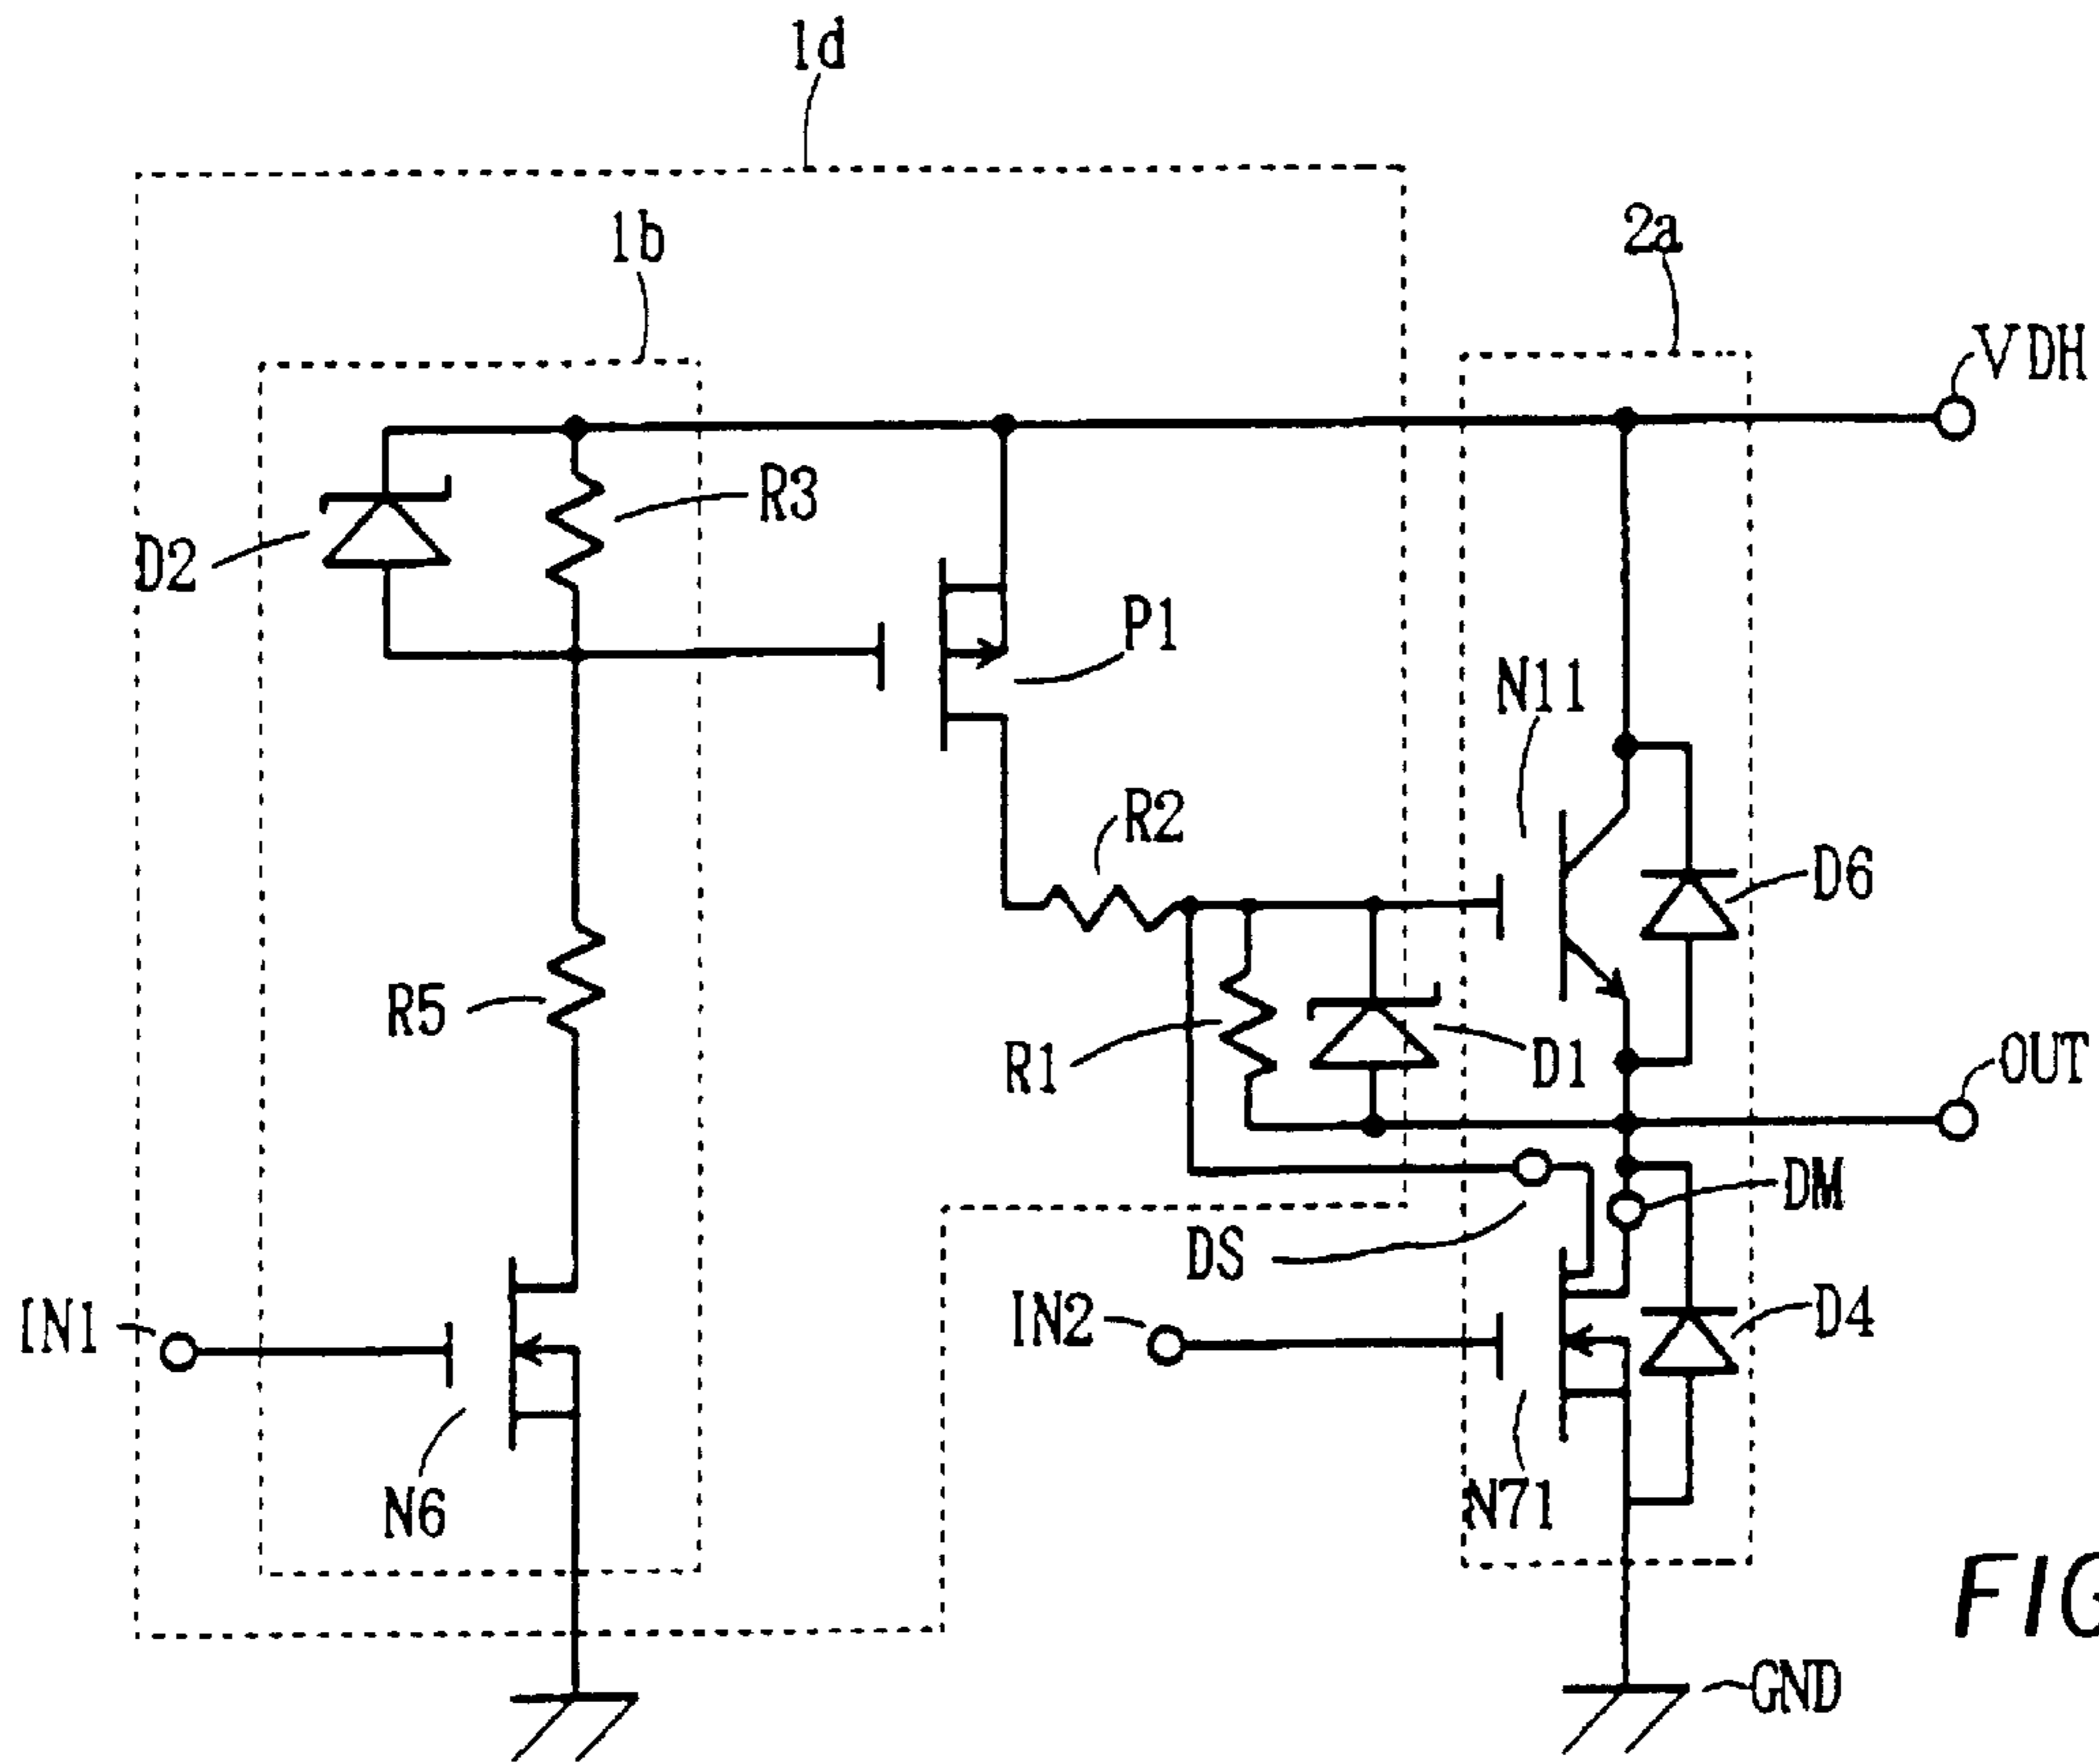 1d
1b
2a
VDH
R3
D2
P1
N11
R2
D6
R5
R1
D1
OUT
DM
DS
IN1
IN2
D4
N6
N71
FIG
GND